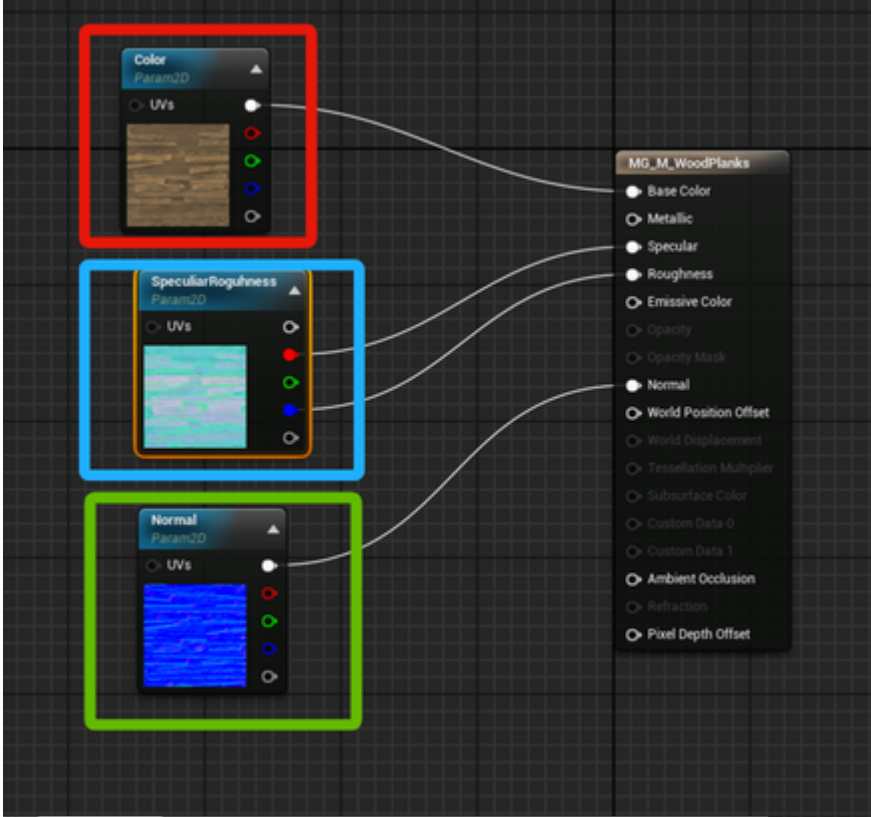 Color
Param2D
UVs
SpeculiarRoguhness
Param2D
UVs
Normal
Param2D
UVs
MG_M_WoodPlanks
Base Color
Metallic
Specular
Roughness
Emissive Color
Opacity
Opacity Mask
Normal
World Position Offset
World Displacement
Tessellation Multiplier
Subsurface Color
Custom Data 0
Custom Data 1
Ambient Occlusion
Refraction
Pixel Depth Offset